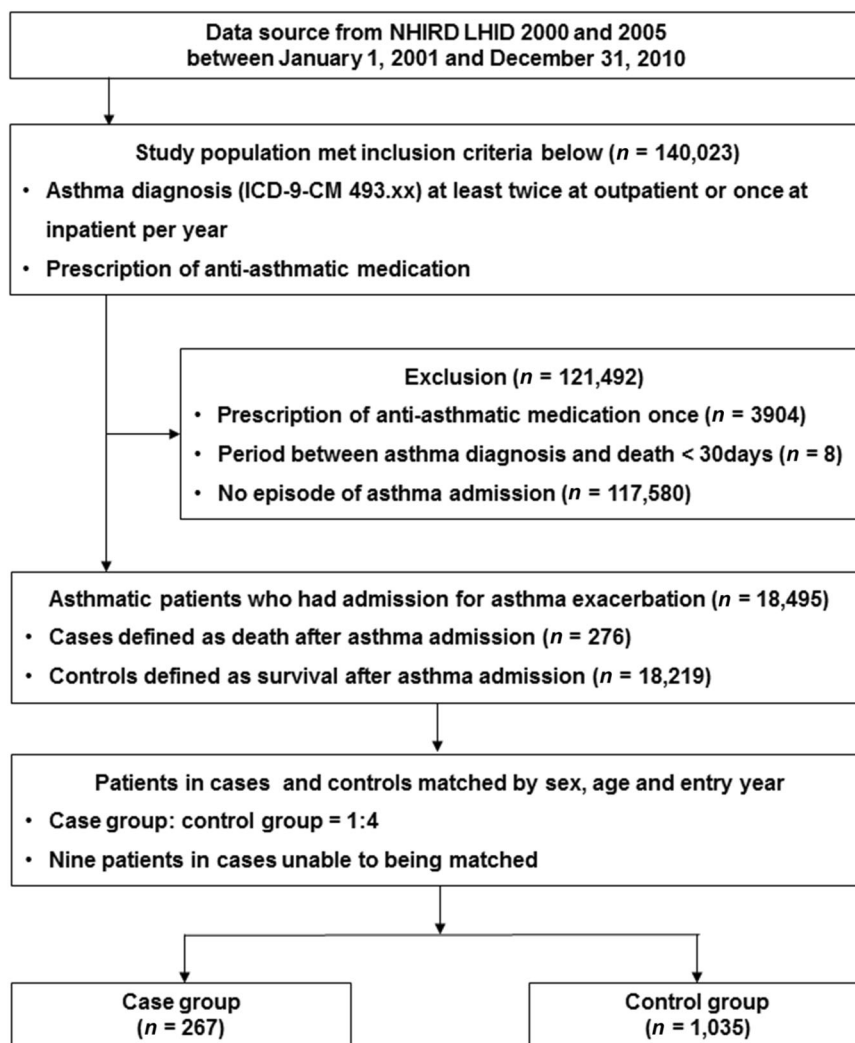 Data source from NHIRD LHID 2000 and 2005
between January 1, 2001 and December 31, 2010
Study population met inclusion criteria below (n = 140,023)
• Asthma diagnosis (ICD-9-CM 493.xx) at least twice at outpatient or once at
inpatient per year
• Prescription of anti-asthmatic medication
Exclusion (n = 121,492)
• Prescription of anti-asthmatic medication once (n = 3904)
• Period between asthma diagnosis and death < 30days (n = 8)
• No episode of asthma admission (n = 117,580)
Asthmatic patients who had admission for asthma exacerbation (n = 18,495)
• Cases defined as death after asthma admission (n = 276)
• Controls defined as survival after asthma admission (n = 18,219)
Patients in cases and controls matched by sex, age and entry year
• Case group: control group = 1:4
• Nine patients in cases unable to being matched
Case group
(n = 267)
Control group
(n = 1,035)